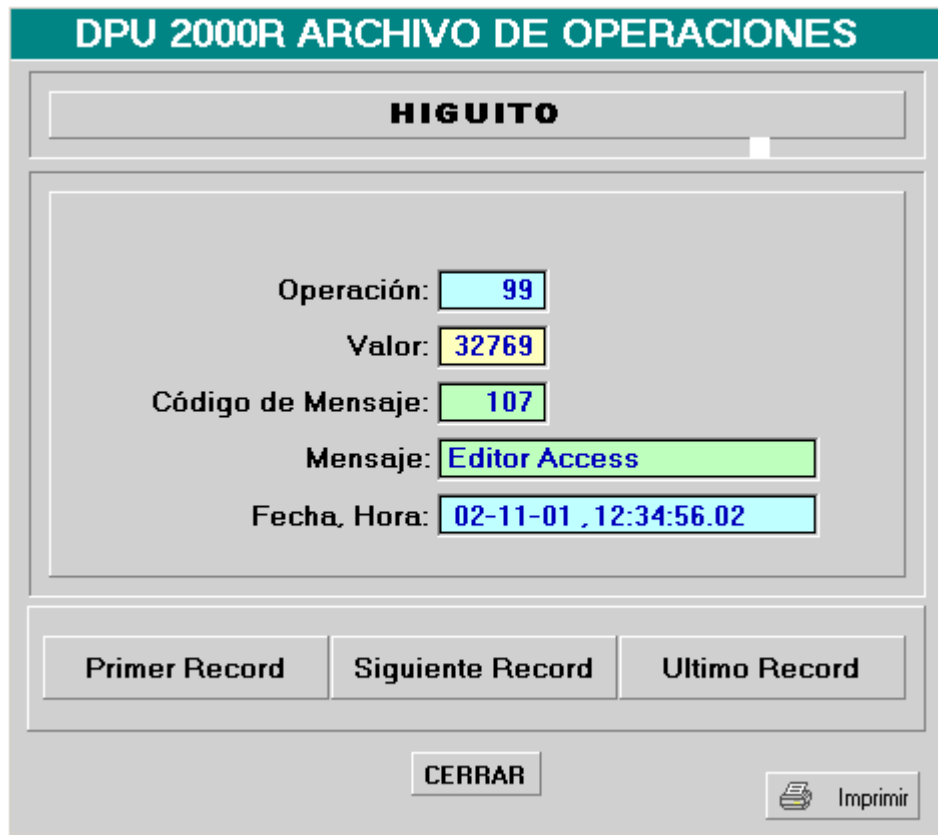 DPU 2000R ARCHIVO DE OPERACIONES
HIGUITO
Operación: 99
Valor: 32769
Código de Mensaje: 107
Mensaje: Editor Access
Fecha, Hora: 02-11-01 , 12:34:56.02
Primer Record Siguiente Record Ultimo Record
CERRAR
Imprimir